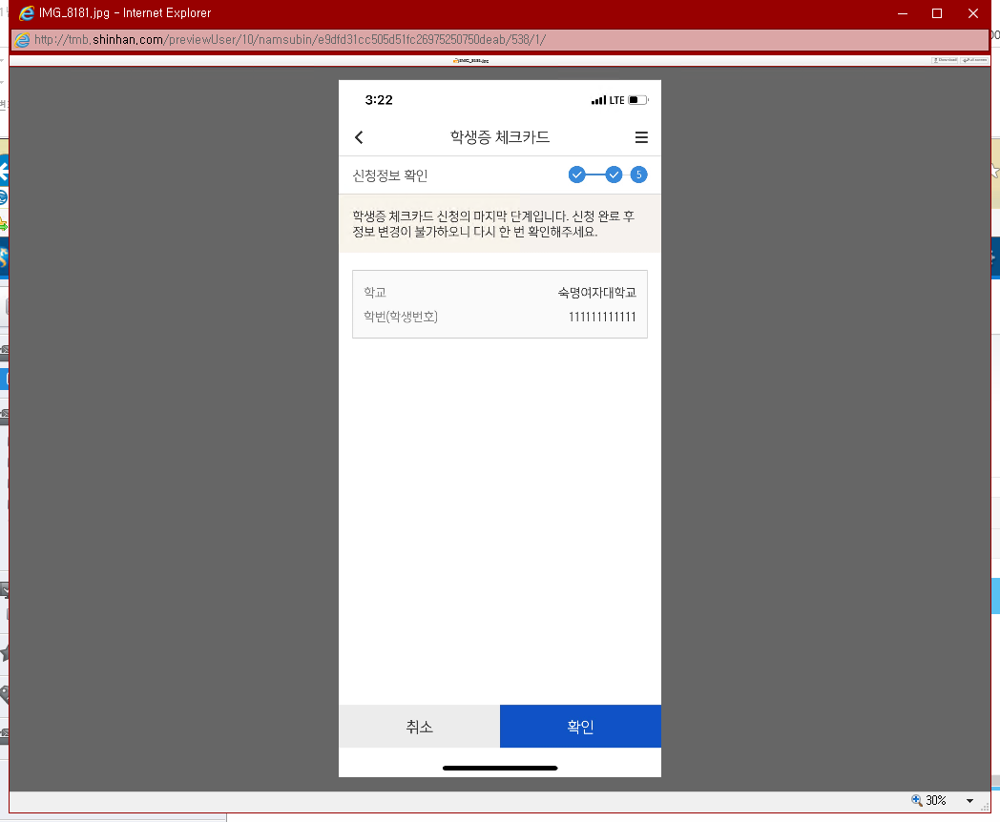 IMG_8181.jpg - Internet Explorer
http://tmb.shinhan.com/previewUser/10/namsubin/e9dfd31cc505d51fc26975250750deab/538/1/
IMG_8181.jpg
3:22
LTE
학생증 체크카드
신청정보 확인
5
학생증 체크카드 신청의 마지막 단계입니다. 신청 완료 후
정보 변경이 불가하오니 다시 한 번 확인해주세요.
학교 숙명여자대학교
학번(학생번호) 111111111111
취소 확인
30%